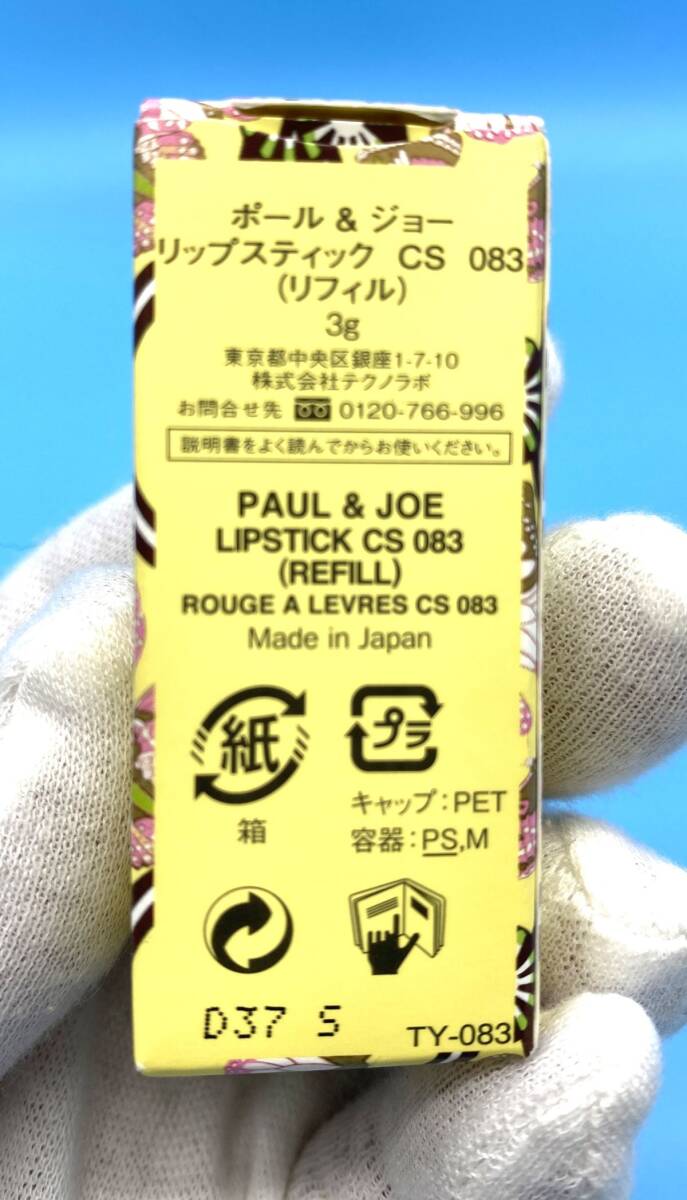 ポール & ジョー
リップスティック CS 083
(リフィル)
3g
東京都中央区銀座1-7-10
株式会社テクノラボ
お問合せ先 0120-766-996
説明書をよく読んでからお使いください。
PAUL & JOE
LIPSTICK CS 083
(REFILL)
ROUGE A LEVRES CS 083
Made in Japan
紙 プラ
箱
キャップ:PET
容器:PS,M
D37 S
TY-083